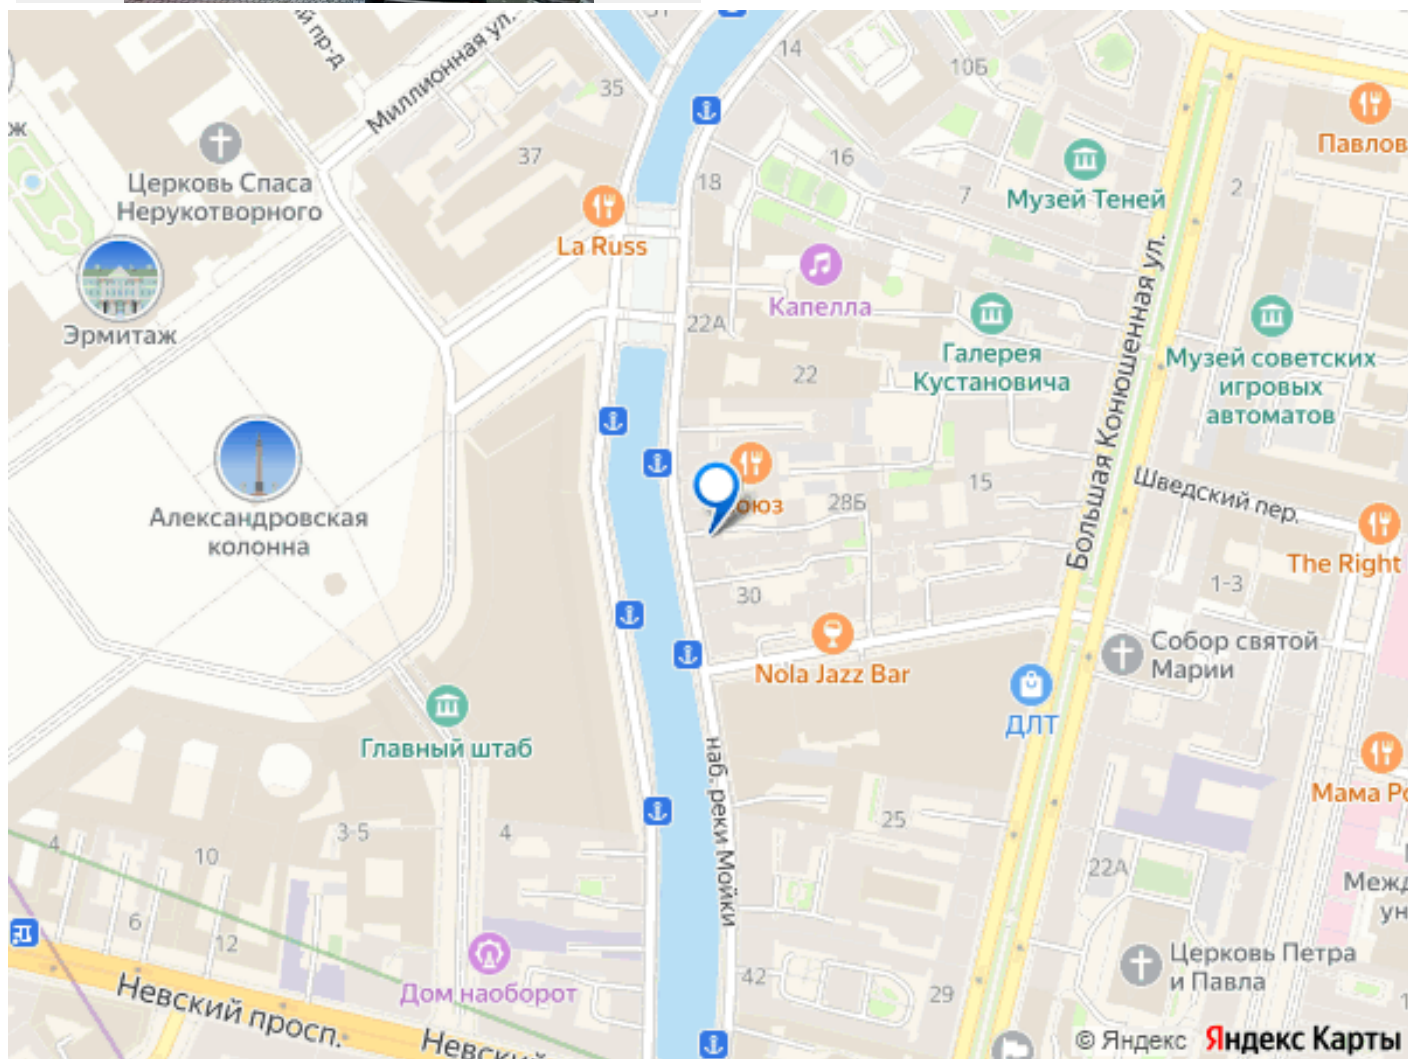 14
10Б
й пр-д
Миллионная ул.
35
Павлов
ж
37
16
Церковь Спаса
Нерукотворного
18
7
Музей Теней
2
La Russ
Капелла
Эрмитаж
22А
Галерея
Кустановича
Музей советских
игровых
автоматов
22
Большая Конюшенная ул.
Александровская
колонна
оюз
28Б
15
Шведский пер.
The Right
30
1-3
Nola Jazz Bar
Собор святой
Марии
ДЛТ
Главный штаб
наб. реки Мойки
Мама Ро
4
3-5
4
25
10
22А
Межд
ун
6
12
Церковь Петра
и Павла
Дом наоборот
42
29
Невский просп.
Невский
© Яндекс Яндекс Карты